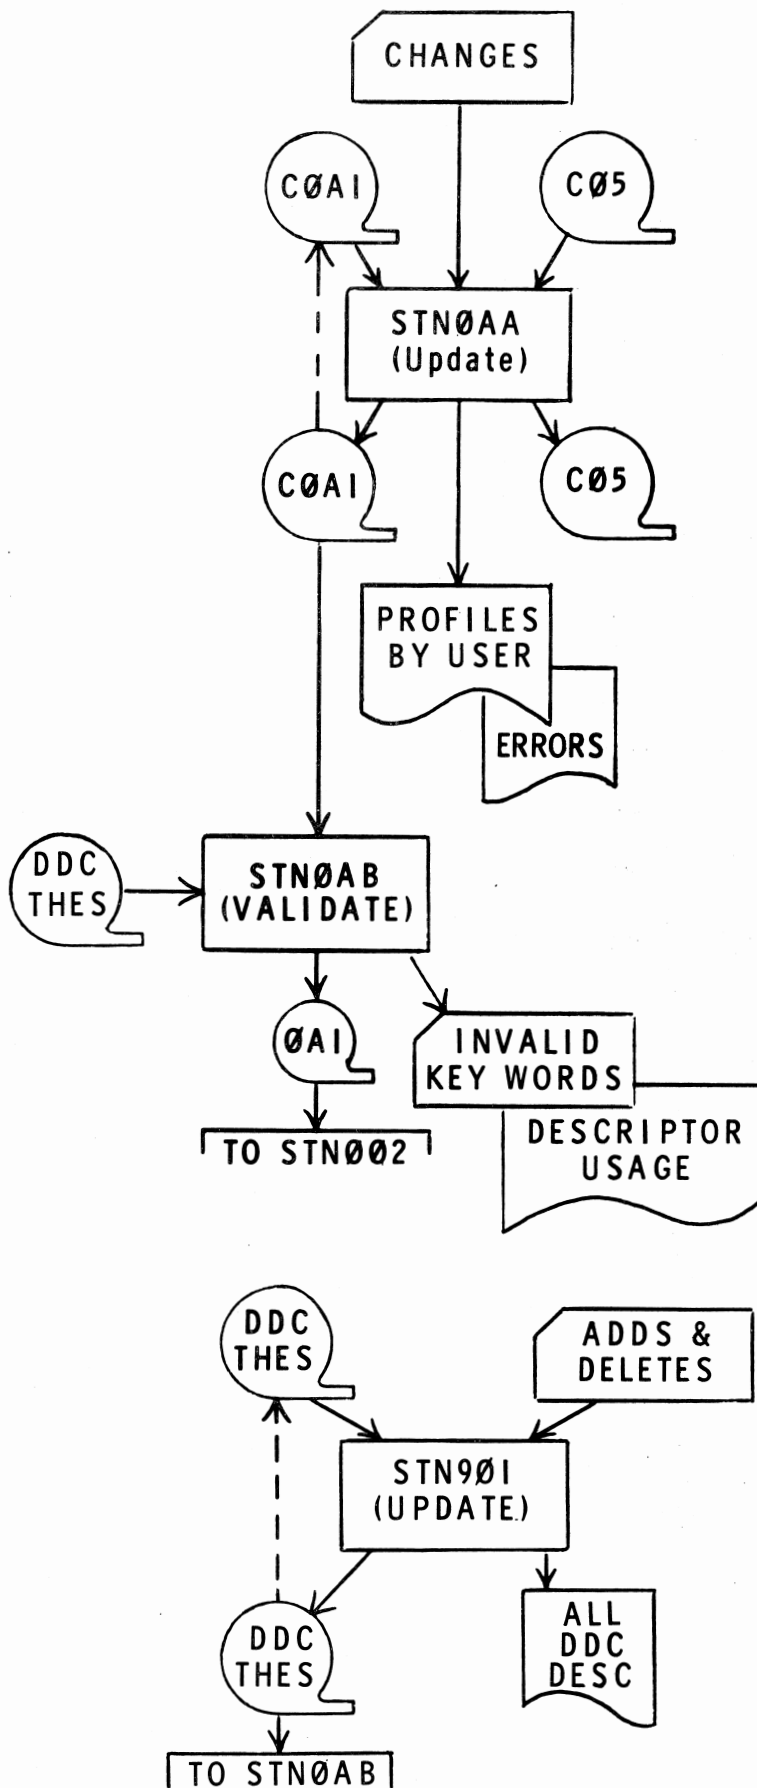 CHANGES
CØAI
CØ5
STNØAA
(Update)
CØAI
CØ5
PROFILES
BY USER
ERRORS
DDC
THES
STNØAB
(VALIDATE)
ØAI
INVALID
KEY WORDS
TO STNØØ2
DESCRIPTOR
USAGE
DDC
THES
ADDS &
DELETES
STN9ØI
(UPDATE)
DDC
THES
ALL
DDC
DESC
TO STNØAB